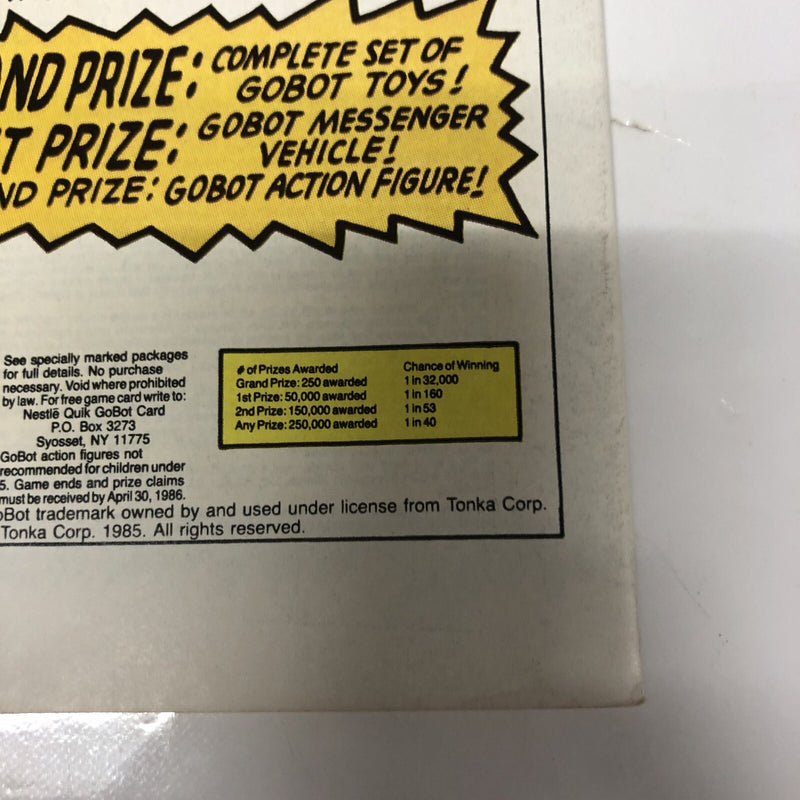 ND PRIZE: COMPLETE SET OF
GOBOT TOYS!
T PRIZE: GOBOT MESSENGER
VEHICLE!
ND PRIZE: GOBOT ACTION FIGURE!
See specially marked packages
for full details. No purchase
necessary. Void where prohibited
by law. For free game card write to:
Nestlē Quik GoBot Card
P.O. Box 3273
Syosset, NY 11775
GoBot action figures not
recommended for children under
5. Game ends and prize claims
must be received by April 30, 1986.
# of Prizes Awarded Chance of Winning
Grand Prize: 250 awarded 1 in 32,000
1st Prize: 50,000 awarded 1 in 160
2nd Prize: 150,000 awarded 1 in 53
Any Prize: 250,000 awarded 1 in 40
oBot trademark owned by and used under license from Tonka Corp.
Tonka Corp. 1985. All rights reserved.